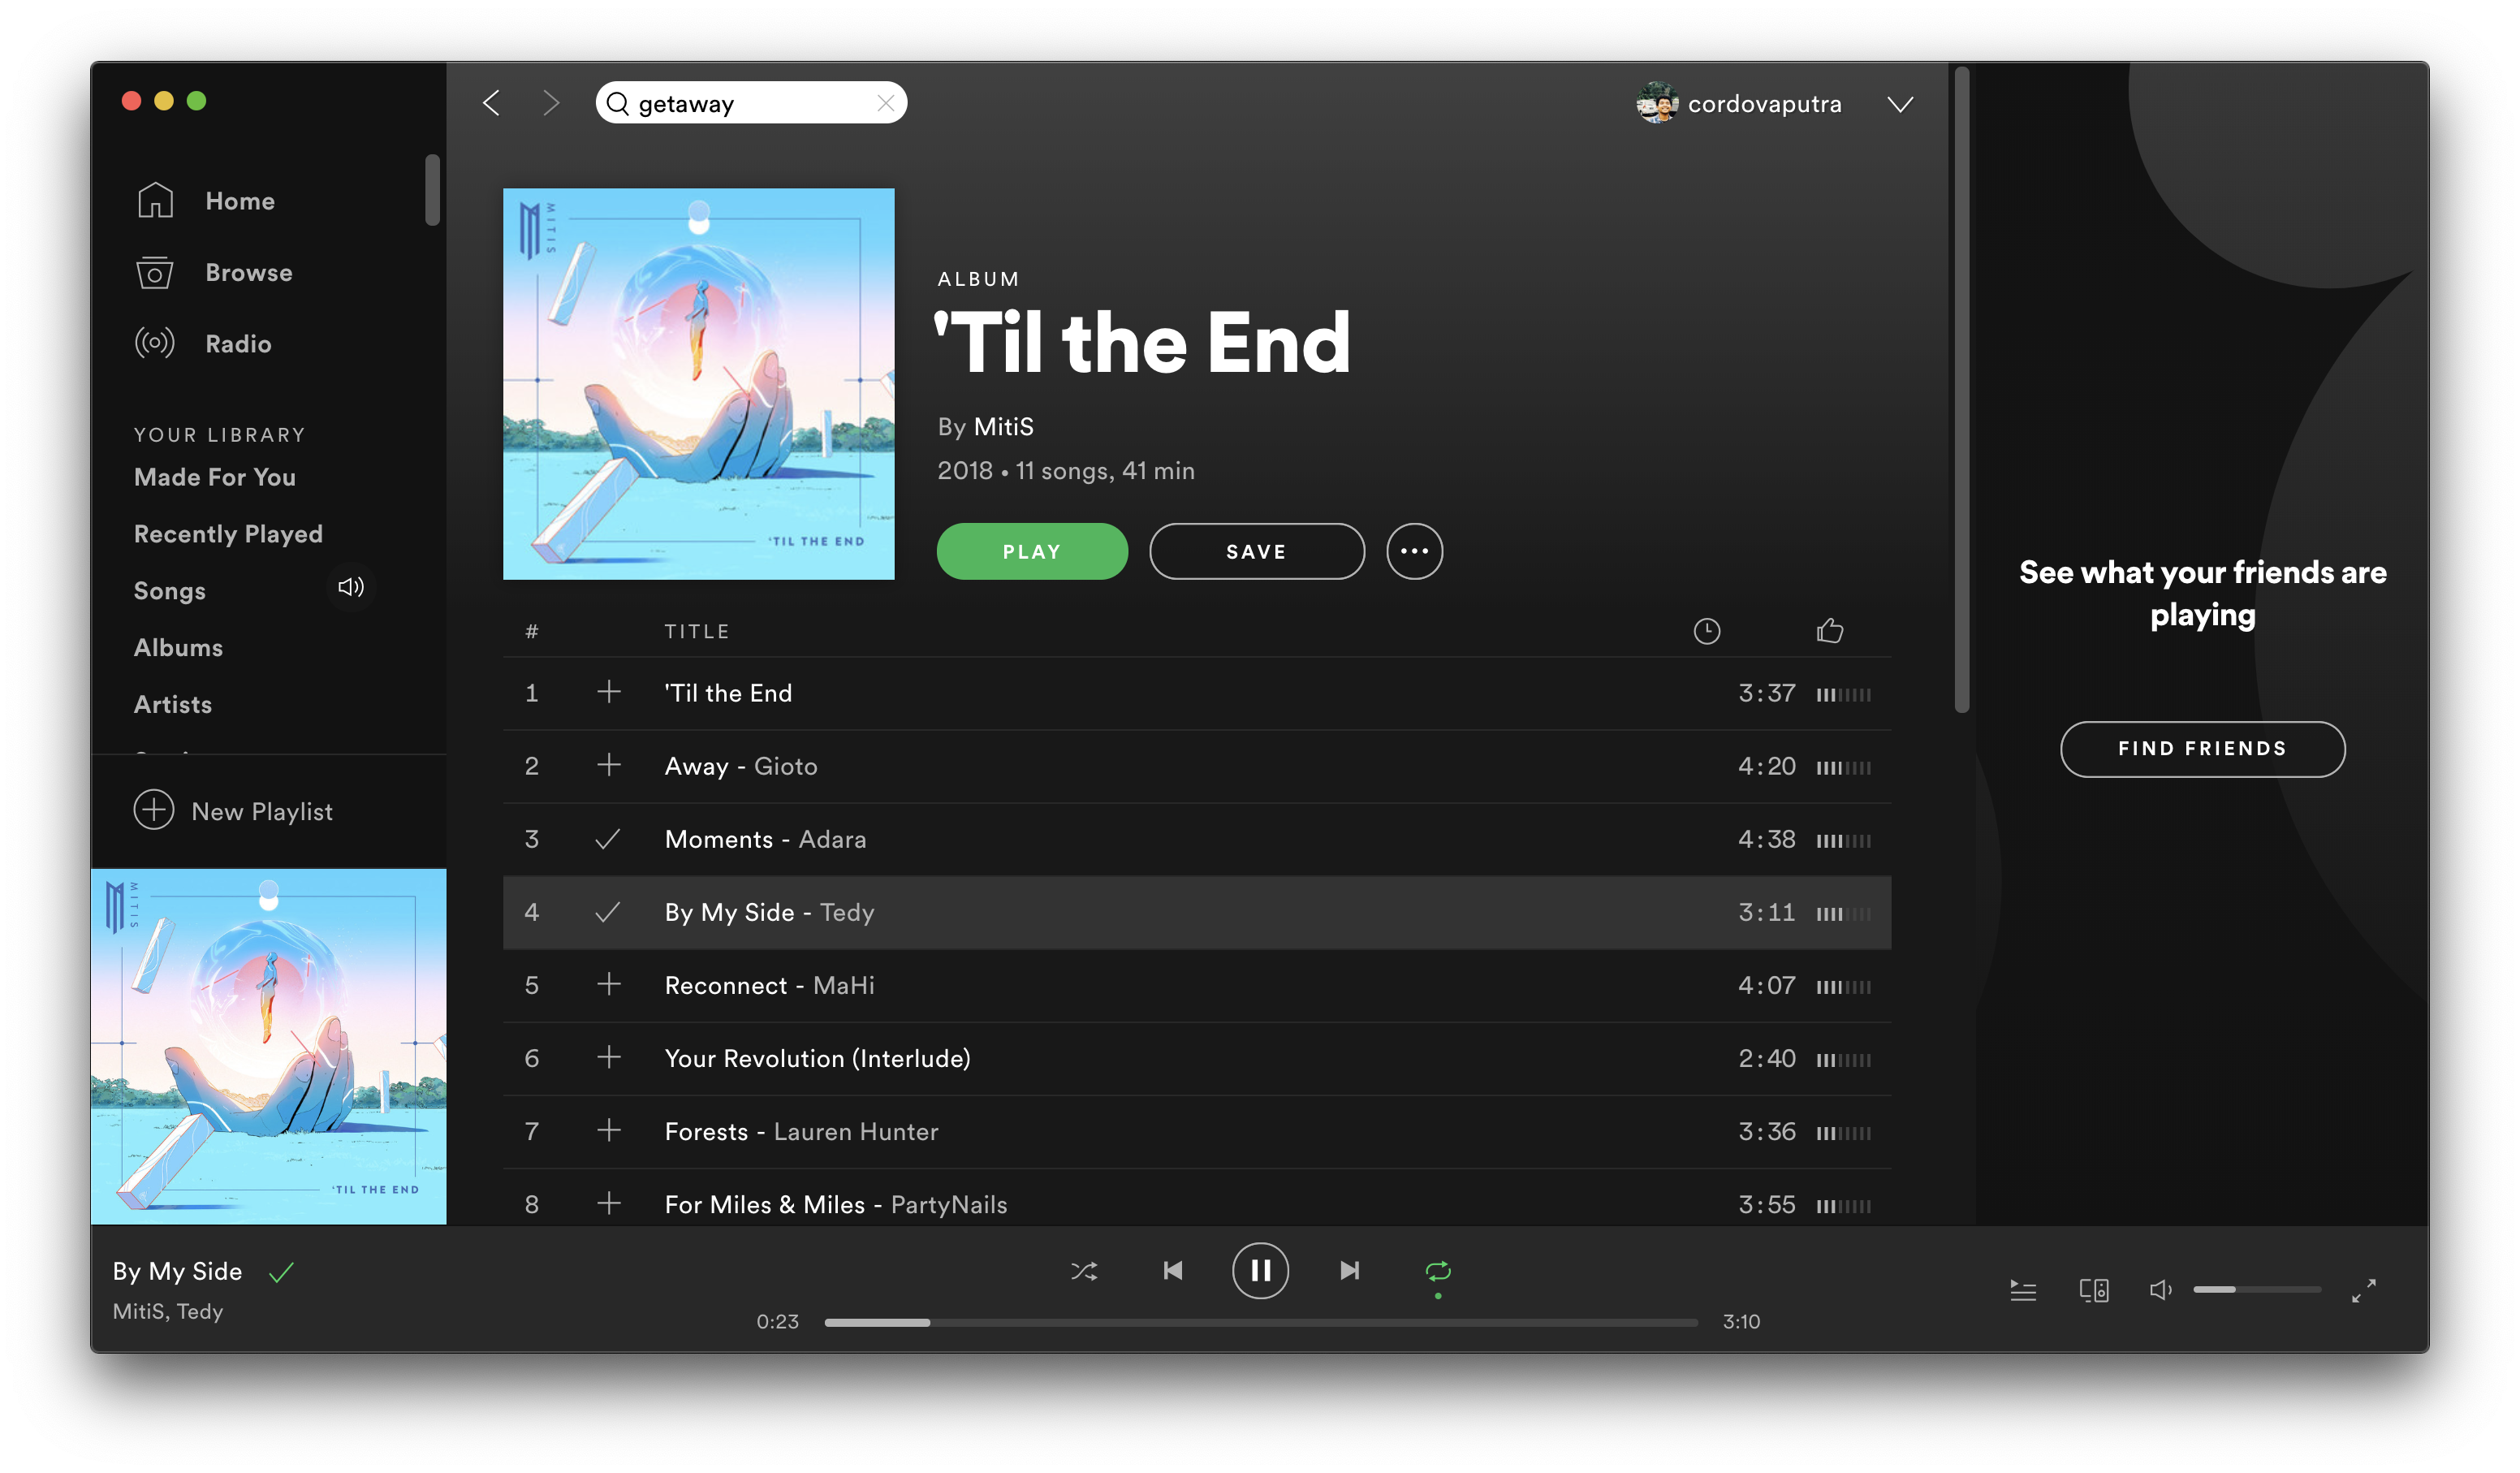 getaway
cordovaputra
Home
Browse
Radio
YOUR LIBRARY
Made For You
Recently Played
Songs
Albums
Artists
New Playlist
MITIS
'TIL THE END
ALBUM
'Til the End
By MitiS
2018 • 11 songs, 41 min
PLAY
SAVE
# TITLE
1 'Til the End 3:37
2 Away - Gioto 4:20
3 Moments - Adara 4:38
4 By My Side - Tedy 3:11
5 Reconnect - MaHi 4:07
6 Your Revolution (Interlude) 2:40
7 Forests - Lauren Hunter 3:36
8 For Miles & Miles - PartyNails 3:55
See what your friends are
playing
FIND FRIENDS
MITIS
'TIL THE END
By My Side
MitiS, Tedy
0:23
3:10